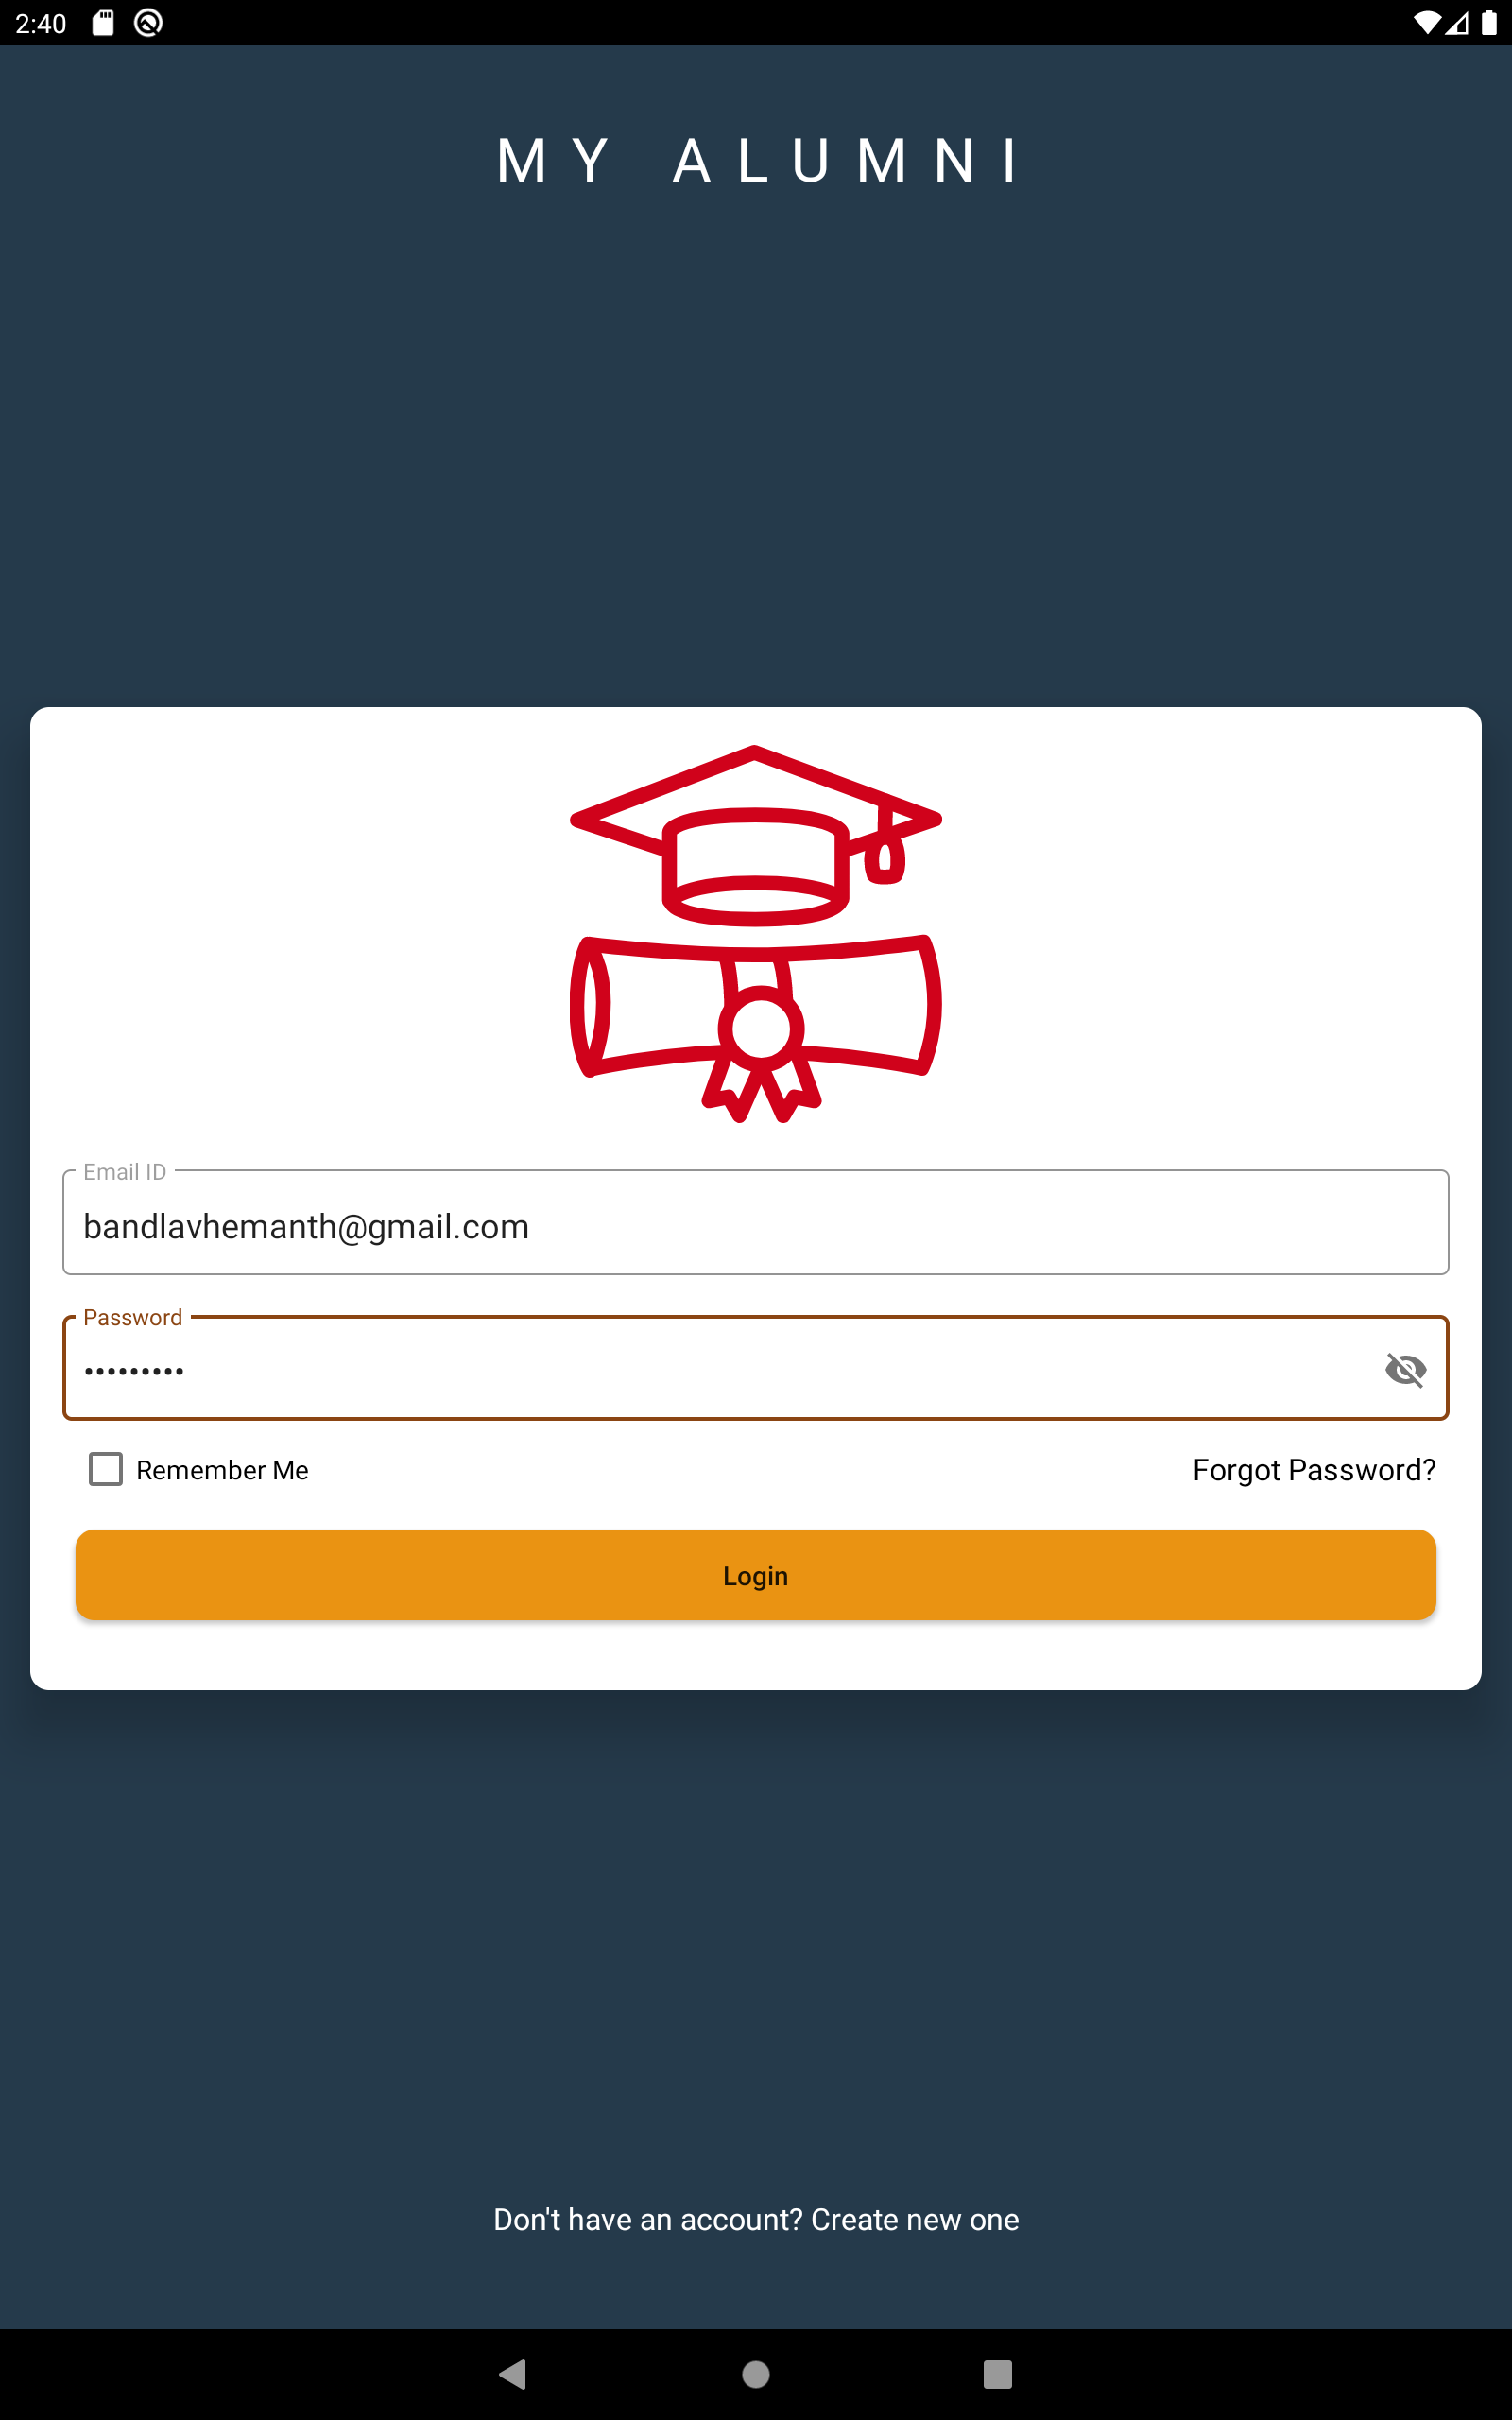 2:40
MY ALUMNI
Email ID
bandlavhemanth@gmail.com
Password
•••••••••
Remember Me
Forgot Password?
Login
Don't have an account? Create new one